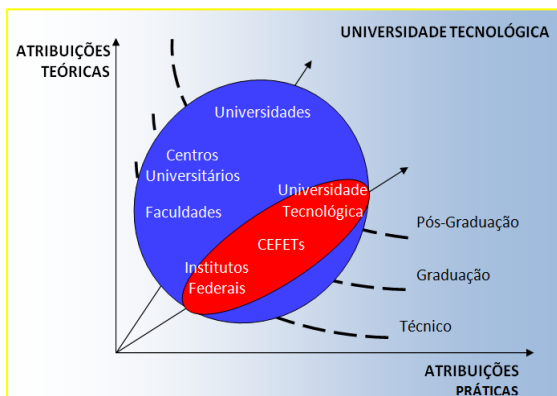 UNIVERSIDADE TECNOLÓGICA
ATRIBUIÇÕES
TEÓRICAS
Universidades
Centros
Universitários
Faculdades
Universidade
Tecnológica
CEFETs
Institutos
Federais
Pós-Graduação
Graduação
Técnico
ATRIBUIÇÕES
PRÁTICAS